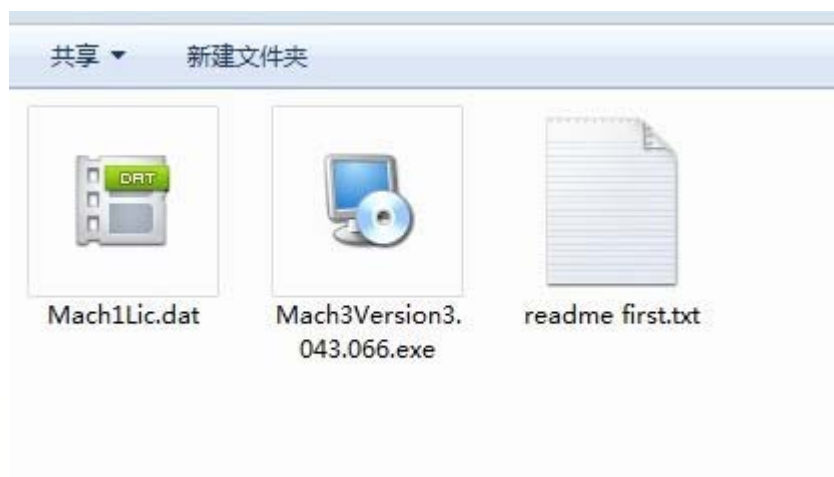 共享 新建文件夹
DAT
Mach1Lic.dat
Mach3Version3.
043.066.exe
readme first.txt